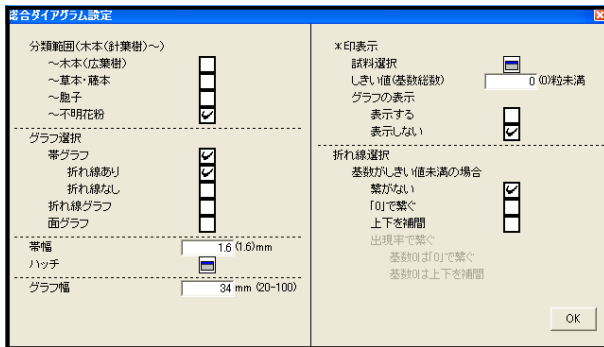 総合ダイアグラム設定
分類範囲(木本(針葉樹)～)
～木本(広葉樹)
～草本・藤本
～胞子
～不明花粉
グラフ選択
帯グラフ
折れ線あり
折れ線なし
折れ線グラフ
面グラフ
帯幅 1.6 (1.6)mm
ハッチ
グラフ幅 34 mm (20-100)
*印表示
試料選択
しきい値(基数総数) 0 (0)粒未満
グラフの表示
表示する
表示しない
折れ線選択
基数がしきい値未満の場合
繋がない
「0」で繋ぐ
上下を補間
出現率で繋ぐ
基数0は「0」で繋ぐ
基数0は上下を補間
OK